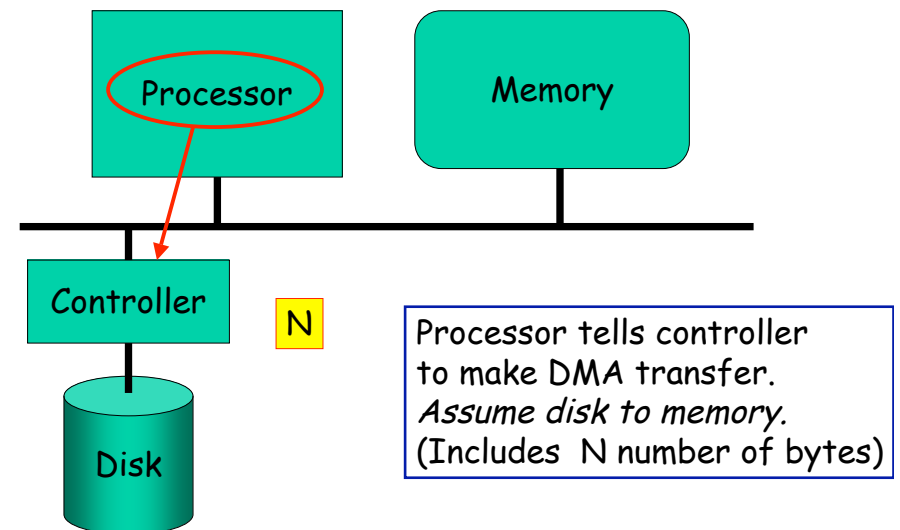 Processor
Memory
Controller
N
Disk
Processor tells controller
to make DMA transfer.
Assume disk to memory.
(Includes N number of bytes)